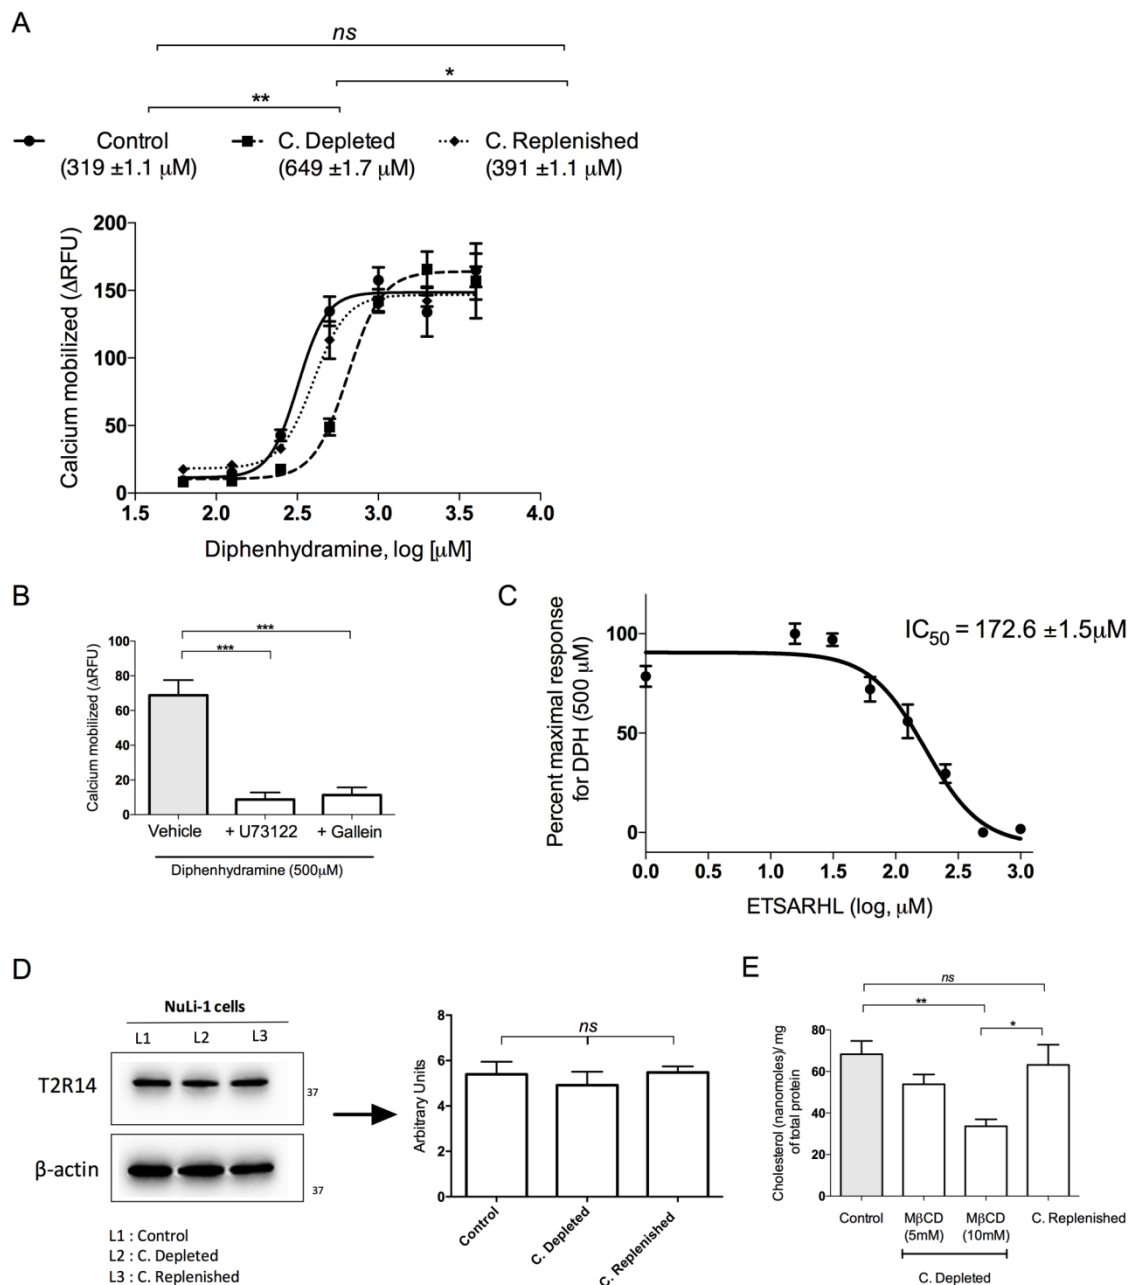 A
ns
*
**
Control C. Depleted C. Replenished
(319 ±1.1 μM) (649 ±1.7 μM) (391 ±1.1 μM)
200
150
100
50
0
Calcium mobilized (ΔRFU)
1.5 2.0 2.5 3.0 3.5 4.0
Diphenhydramine, log [μM]
B
***
***
100
80
60
40
20
0
Calcium mobilized (ΔRFU)
Vehicle + U73122 + Gallein
Diphenhydramine (500μM)
C
Percent maximal response
for DPH (500 μM)
100
50
0
IC50 = 172.6 ±1.5μM
0.0 0.5 1.0 1.5 2.0 2.5 3.0
ETSARHL (log, μM)
D
NuLi-1 cells
L1 L2 L3
T2R14
37
β-actin
37
L1 : Control
L2 : C. Depleted
L3 : C. Replenished
8
6
4
2
0
Arbitrary Units
ns
Control
C. Depleted
C. Replenished
E
ns
**
*
80
60
40
20
0
Cholesterol (nanomoles)/ mg
of total protein
Control MβCD MβCD C. Replenished
(5mM) (10mM)
C. Depleted